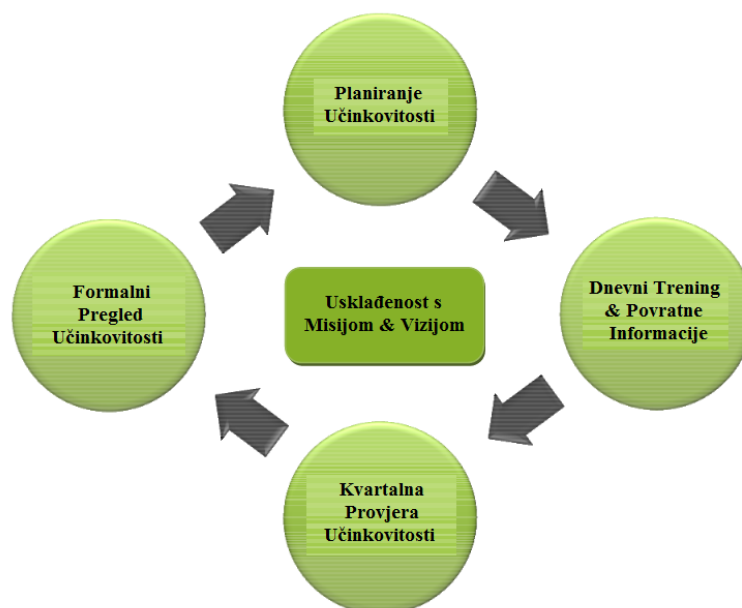 Planiranje
Učinkovitosti
Dnevni Trening
& Povratne
Informacije
Usklađenost s
Misijom & Vizijom
Formalni
Pregled
Učinkovitosti
Kvartalna
Provjera
Učinkovitosti